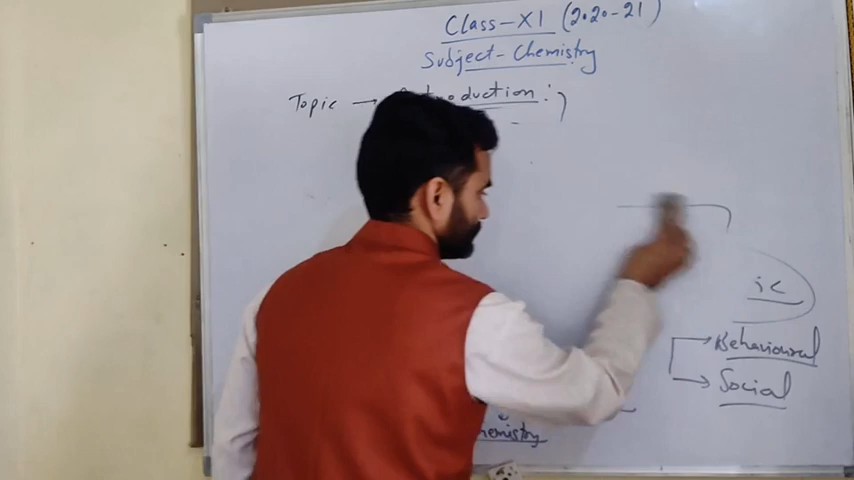 Class-XI (2020-21)
Subject-Chemistry
Topic → Introduction:
ic
→ Behavioural
→ Social
Chemistry